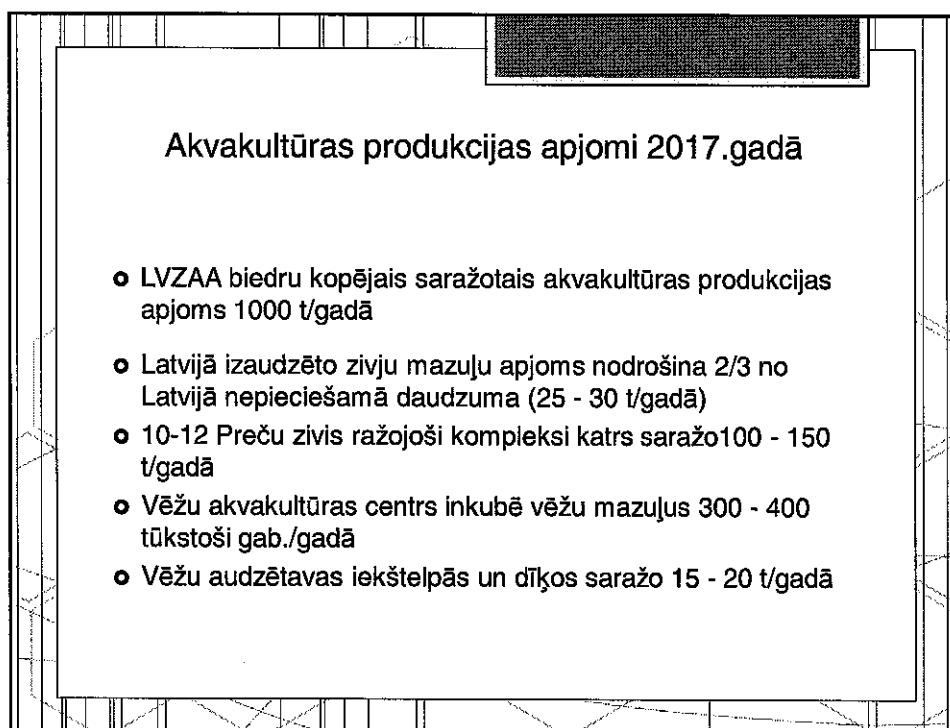 Akvakultūras produkcijas apjomi 2017.gadā
o LVZAA biedru kopējais saražotais akvakultūras produkcijas
apjoms 1000 t/gadā
o Latvijā izaudzēto zivju mazuļu apjoms nodrošina 2/3 no
Latvijā nepieciešamā daudzuma (25 - 30 t/gadā)
o 10-12 Preču zivis ražojoši kompleksi katrs saražo100 - 150
t/gadā
o Vēžu akvakultūras centrs inkubē vēžu mazuļus 300 - 400
tūkstoši gab./gadā
o Vēžu audzētavas iekštelpās un dīķos saražo 15 - 20 t/gadā